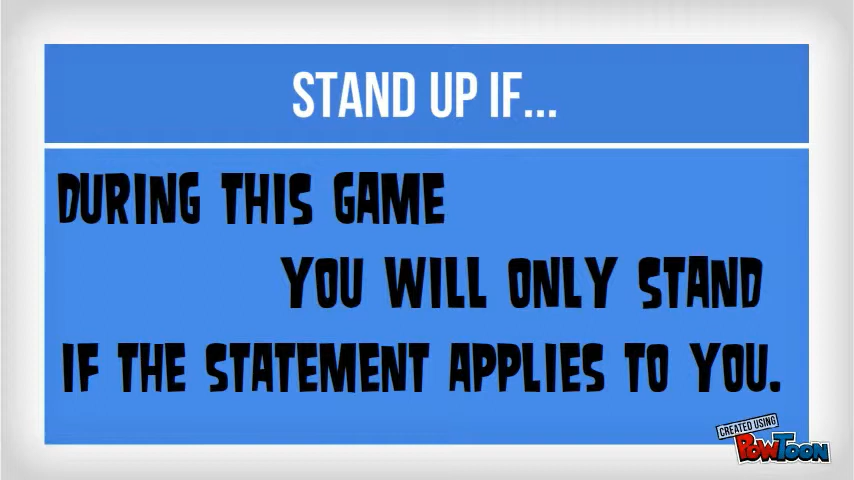 STAND UP IF...
DURING THIS GAME
YOU WILL ONLY STAND
IF THE STATEMENT APPLIES TO YOU.
CREATED USING
POWTOON